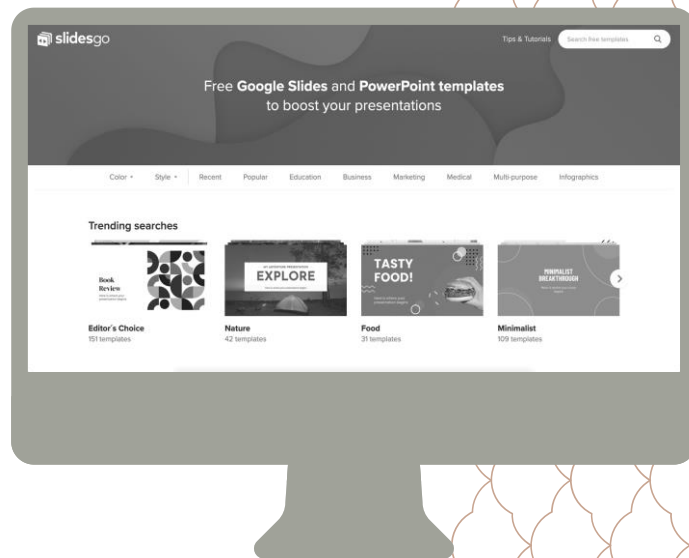 slidesgo
Tips & Tutorials
Search free templates
Free Google Slides and PowerPoint templates
to boost your presentations
Color
Style
Recent
Popular
Education
Business
Marketing
Medical
Multi-purpose
Infographics
Trending searches
Book
Review
EXPLORE
TASTY
FOOD!
MINIMALIST
BREAKTHROUGH
Editor's Choice
151 templates
Nature
42 templates
Food
31 templates
Minimalist
109 templates